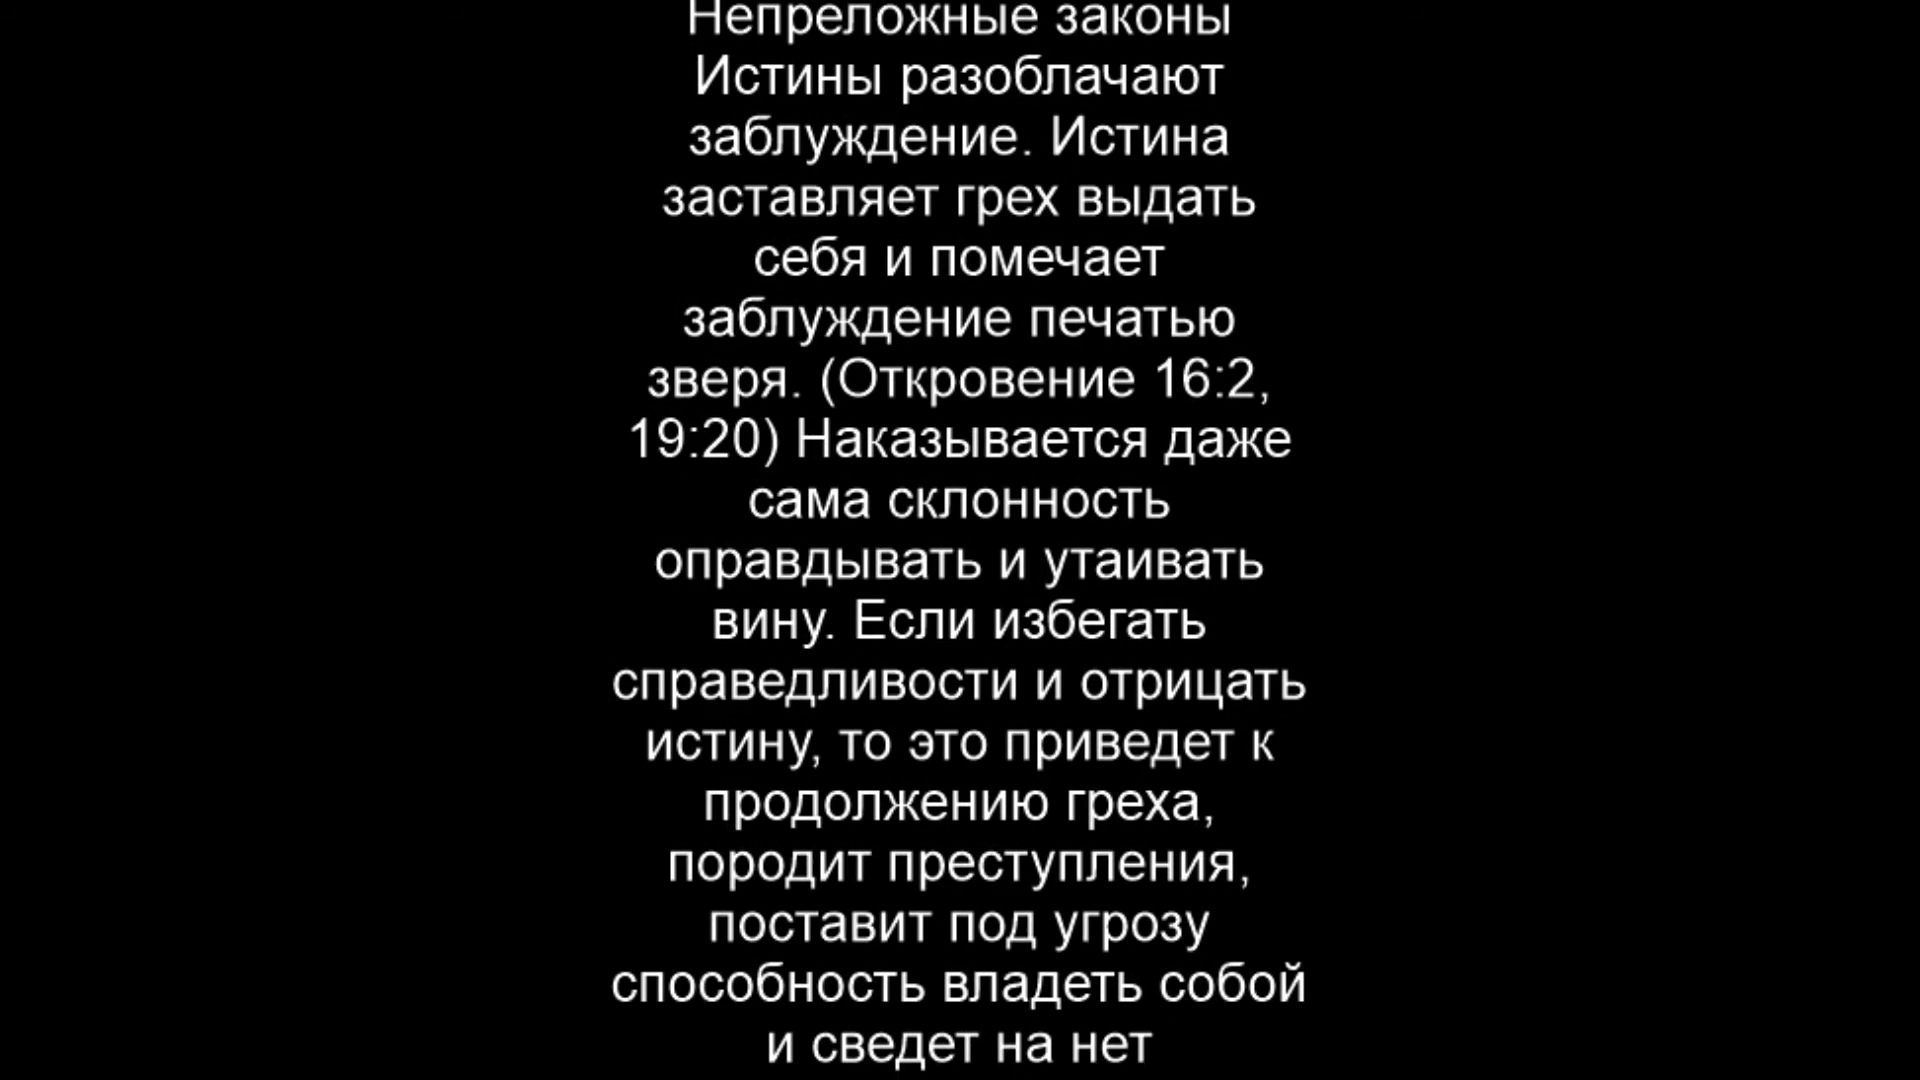 Непреложные законы
Истины разоблачают
заблуждение. Истина
заставляет грех выдать
себя и помечает
заблуждение печатью
зверя. (Откровение 16:2,
19:20) Наказывается даже
сама склонность
оправдывать и утаивать
вину. Если избегать
справедливости и отрицать
истину, то это приведет к
продолжению греха,
породит преступления,
поставит под угрозу
способность владеть собой
и сведет на нет